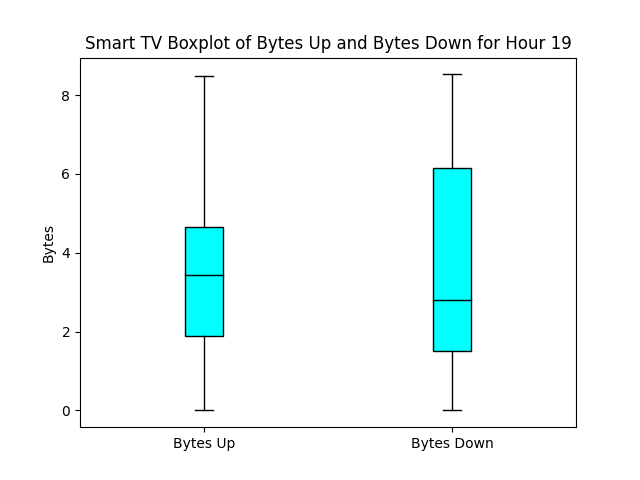 Smart TV Boxplot of Bytes Up and Bytes Down for Hour 19
8
6
4
2
0
Bytes
Bytes Up
Bytes Down